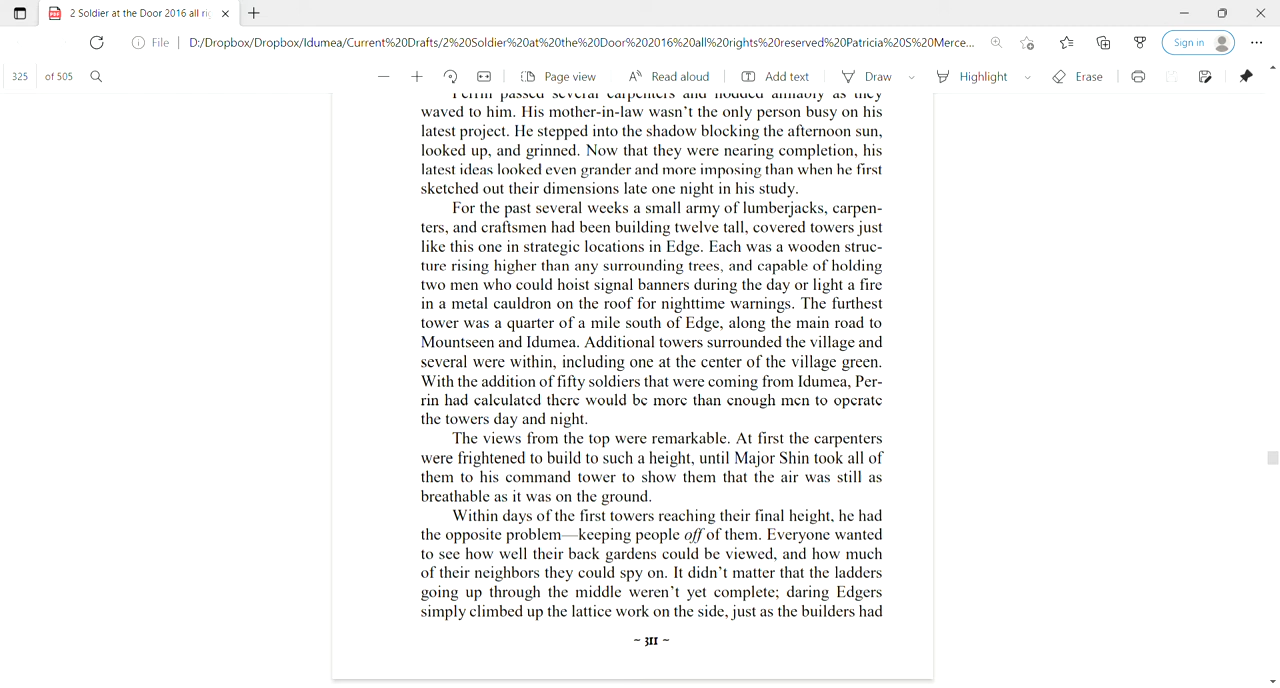 2 Soldier at the Door 2016 all ri
File
D:/Dropbox/Dropbox/Idumea/Current%20Drafts/2%20Soldier%20at%20the%20Door%202016%20all%20rights%20reserved%20Patricia%20S%20Merce...
Sign in
325 of 505
Page view
Read aloud
Add text
Draw
Highlight
Erase
Perrin passed several carpenters and nodded amiably as they
waved to him. His mother-in-law wasn't the only person busy on his
latest project. He stepped into the shadow blocking the afternoon sun,
looked up, and grinned. Now that they were nearing completion, his
latest ideas looked even grander and more imposing than when he first
sketched out their dimensions late one night in his study.
For the past several weeks a small army of lumberjacks, carpen-
ters, and craftsmen had been building twelve tall, covered towers just
like this one in strategic locations in Edge. Each was a wooden struc-
ture rising higher than any surrounding trees, and capable of holding
two men who could hoist signal banners during the day or light a fire
in a metal cauldron on the roof for nighttime warnings. The furthest
tower was a quarter of a mile south of Edge, along the main road to
Mountseen and Idumea. Additional towers surrounded the village and
several were within, including one at the center of the village green.
With the addition of fifty soldiers that were coming from Idumea, Per-
rin had calculated there would be more than enough men to operate
the towers day and night.
The views from the top were remarkable. At first the carpenters
were frightened to build to such a height, until Major Shin took all of
them to his command tower to show them that the air was still as
breathable as it was on the ground.
Within days of the first towers reaching their final height, he had
the opposite problem—keeping people off of them. Everyone wanted
to see how well their back gardens could be viewed, and how much
of their neighbors they could spy on. It didn't matter that the ladders
going up through the middle weren't yet complete; daring Edgers
simply climbed up the lattice work on the side, just as the builders had
~ 311 ~